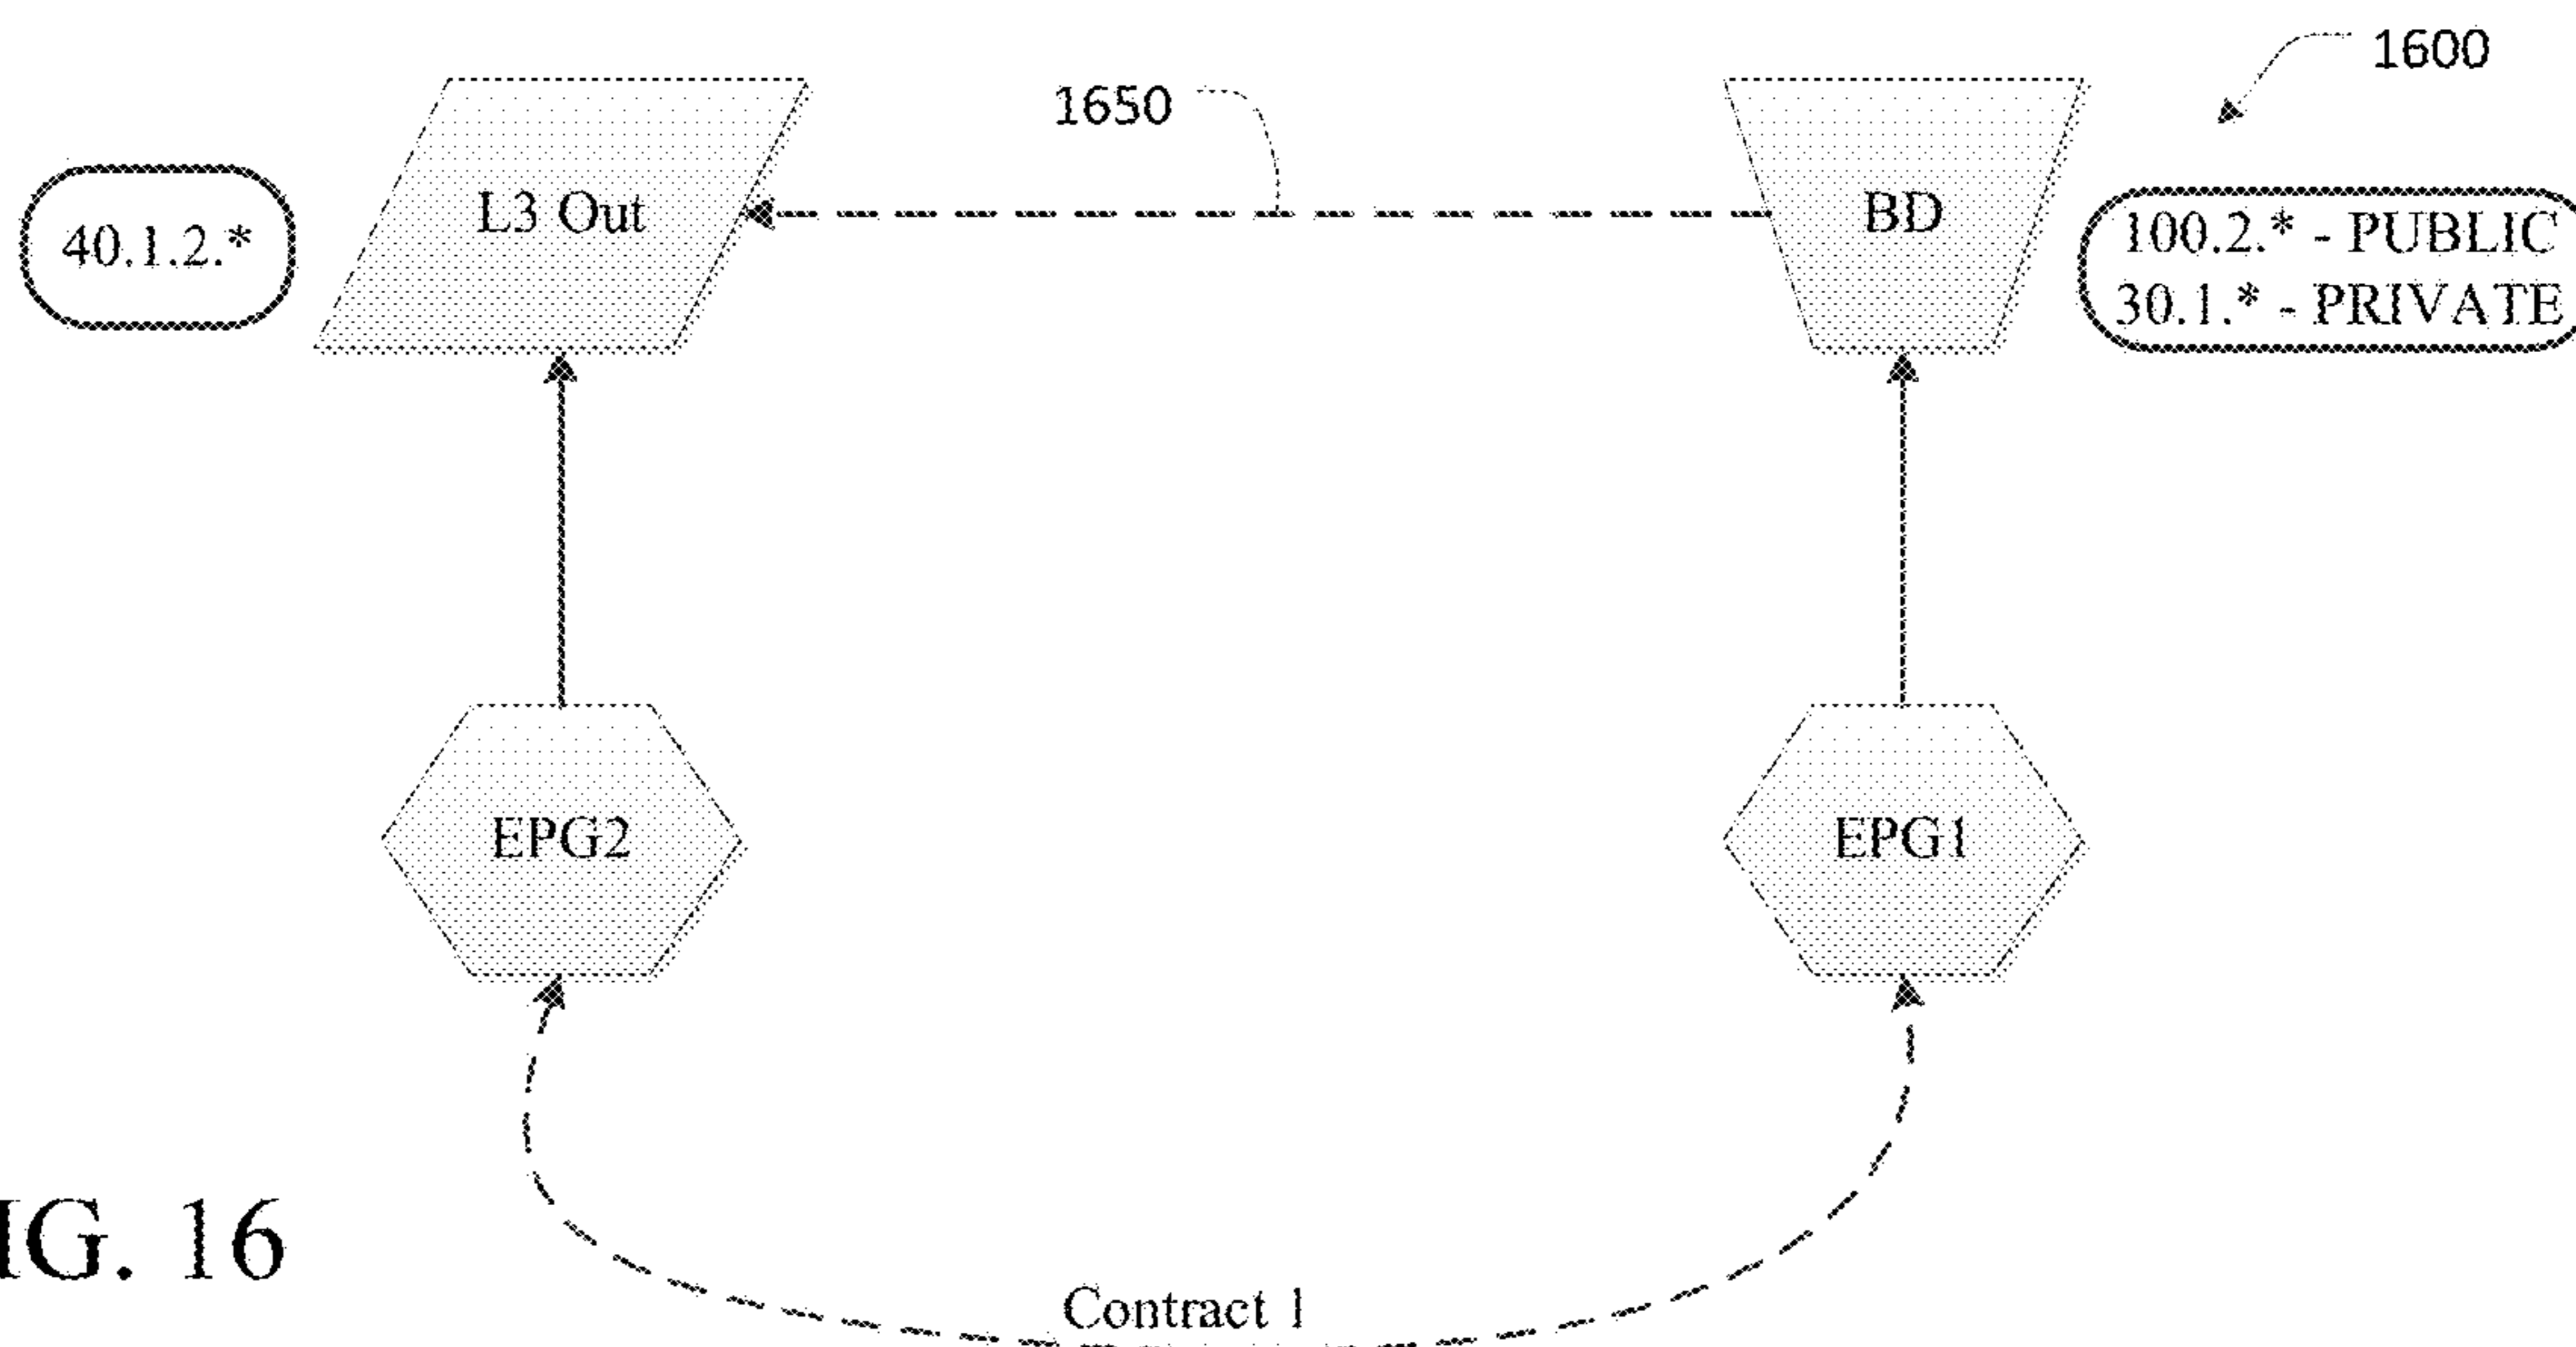 1600
1650
L3 Out
BD
40.1.2.*
100.2.* - PUBLIC
30.1.* - PRIVATE
EPG2
EPG1
IG. 16
Contract 1